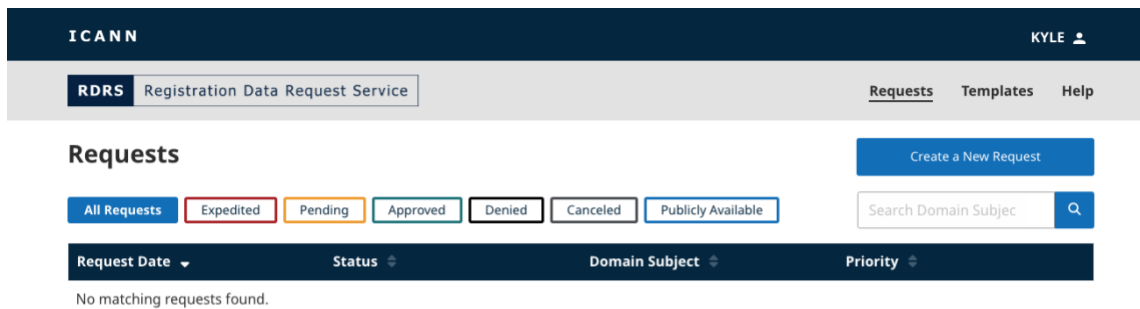 ICANN
KYLE
RDRS Registration Data Request Service
Requests Templates Help
Requests
Create a New Request
All Requests Expedited Pending Approved Denied Canceled Publicly Available
Search Domain Subjec
Request Date Status Domain Subject Priority
No matching requests found.